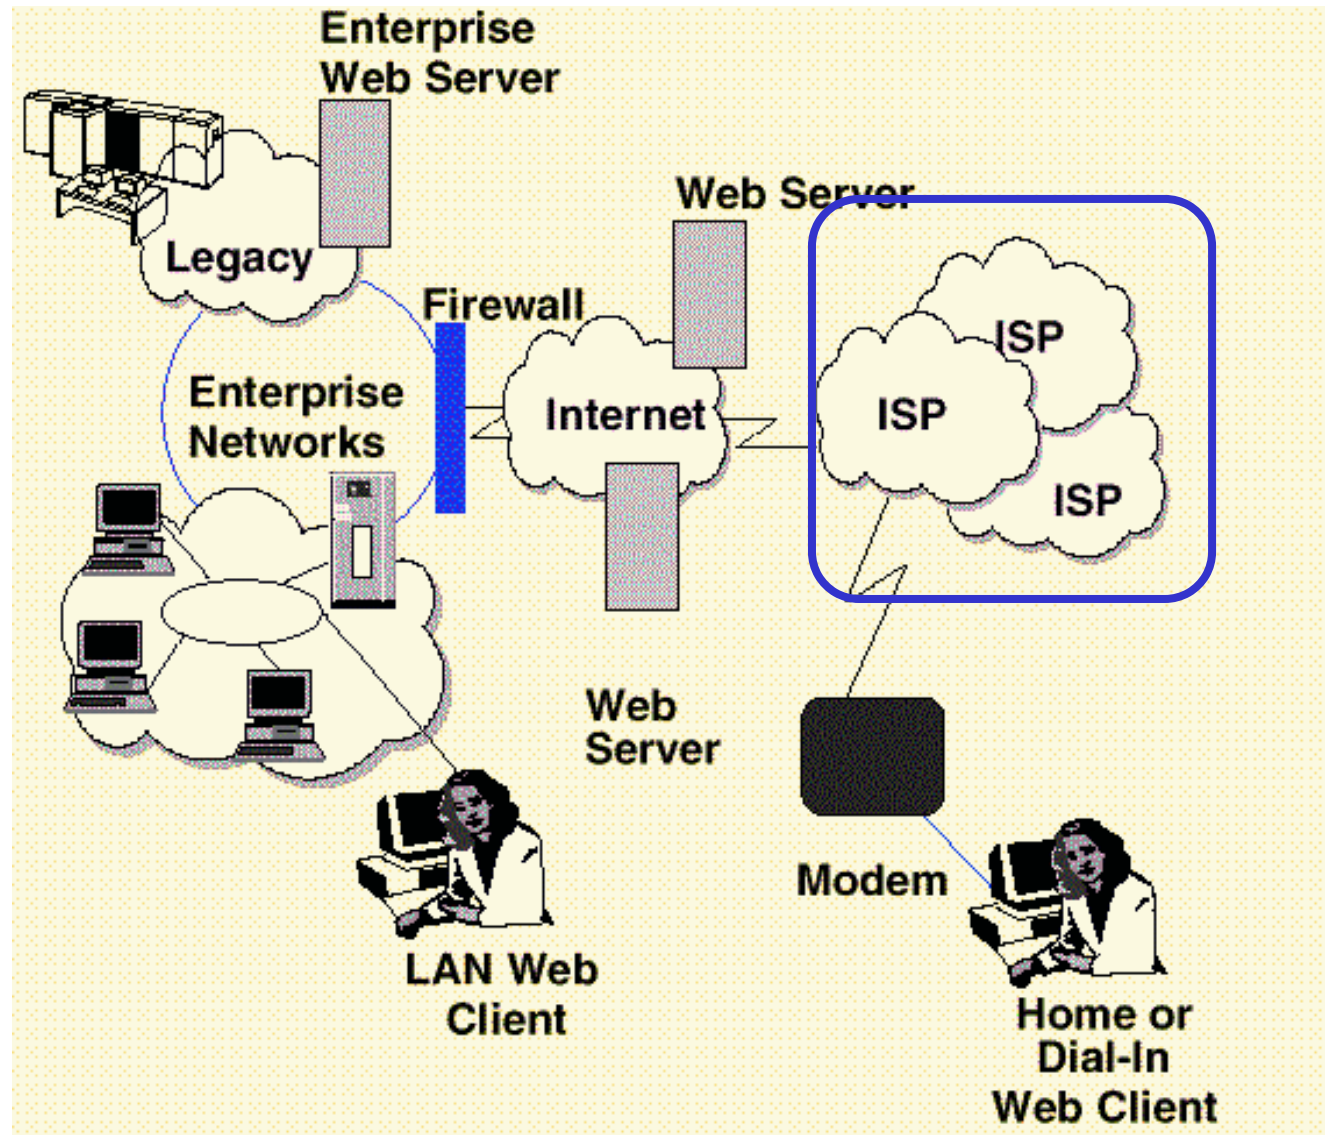 Enterprise
Web Server
Web Server
Legacy
Firewall
ISP
Enterprise
Networks
Internet
ISP
ISP
Web
Server
Modem
LAN Web
Client
Home or
Dial-In
Web Client